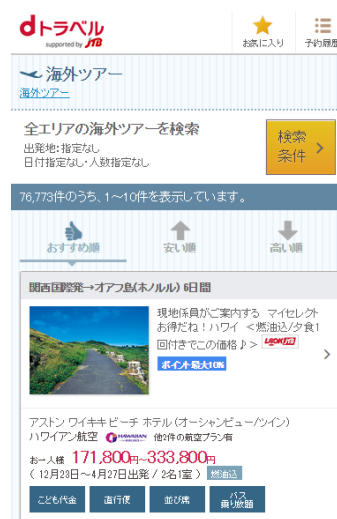 dトラベル
supported by JTB
お気に入り
予約履歴
海外ツアー
海外ツアー
全エリアの海外ツアーを検索
出発地:指定なし
日付指定なし・人数指定なし
検索
条件
76,773件のうち、1～10件を表示しています。
おすすめ順
安い順
高い順
関西国際発→オアフ島(ホノルル) 6日間
現地係員がご案内する マイセレクト
お得だね！ハワイ <燃油込/夕食1
回付きでこの価格♪> LOOK JTB
ポイント最大10%
アストン ワイキキ ビーチ ホテル (オーシャンビュー/ツイン)
ハワイアン航空 HAWAIIAN 他2件の航空プラン有
お一人様 171,800円～333,800円
( 12月23日～4月27日出発 / 2名1室 ) 燃油込
こども代金
直行便
並び席
バス
乗り放題